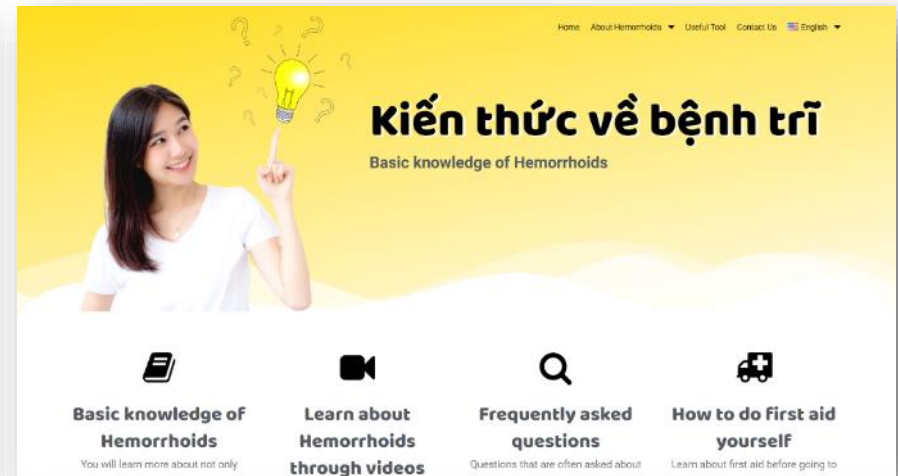 Home About Hemorrhoids Useful Tool Contact Us English
Kiến thức về bệnh trĩ
Basic knowledge of Hemorrhoids
Basic knowledge of
Hemorrhoids
You will learn more about not only
Learn about
Hemorrhoids
through videos
Frequently asked
questions
Questions that are often asked about
How to do first aid
yourself
Learn about first aid before going to